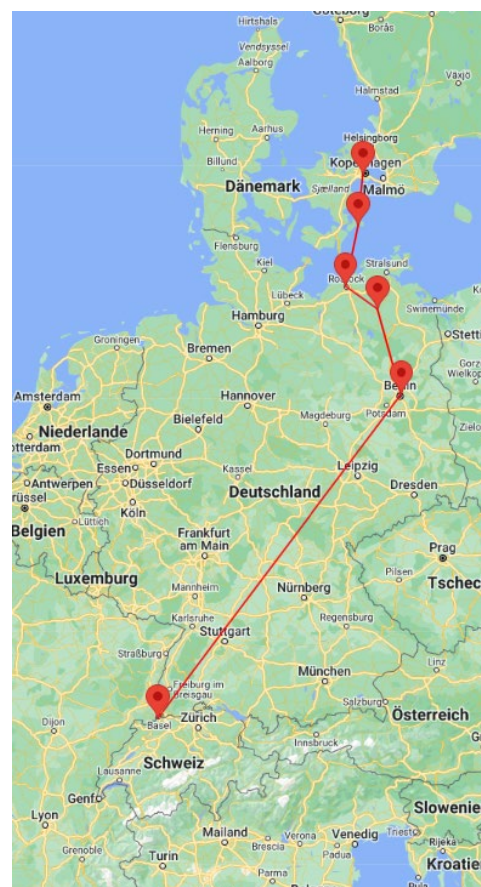 Göteborg
Hirtshals
Borås
Vendsyssel
Aalborg
Växjö
Halmstad
Herning
Aarhus
Helsingborg
Billund
Kopenhagen
Dänemark
Sjælland
Malmö
Flensburg
Kiel
Stralsund
Rostock
Lübeck
Swinemünde
Hamburg
Groningen
Bremen
Berlin
Amsterdam
Hannover
Potsdam
Magdeburg
Niederlande
Bielefeld
Dortmund
Essen
Kassel
Leipzig
Antwerpen
Düsseldorf
Dresden
Deutschland
Köln
Lüttich
Belgien
Frankfurt
am Main
Prag
Luxemburg
Pilsen
Mannheim
Nürnberg
Karlsruhe
Regensburg
Stuttgart
Straßburg
Linz
München
Freiburg im
Breisgau
Salzburg
Dijon
Basel
Zürich
Österreich
Innsbruck
Schweiz
Lausanne
Genf
Lyon
Mailand
Verona
Venedig
Triest
Grenoble
Brescia
Padua
Rijeka
Turin
Parma